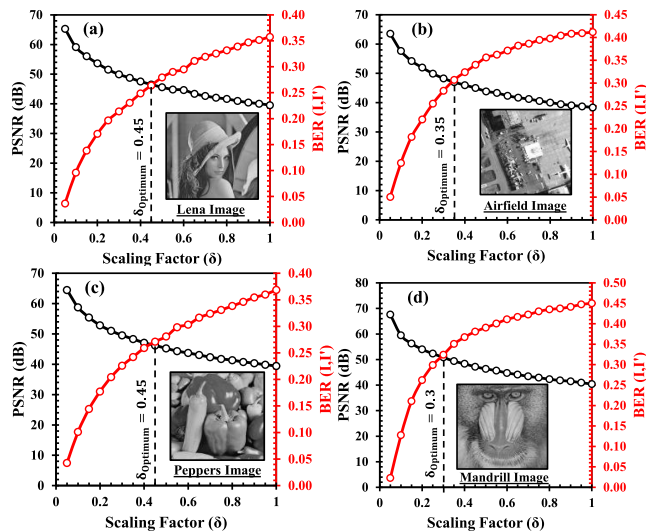 (a)
PSNR (dB)
70
60
50
40
30
20
10
0
0.40
0.35
0.30
0.25
0.20
0.15
0.10
0.05
0.00
BER (I,I')
δOptimum = 0.45
Lena Image
0 0.2 0.4 0.6 0.8 1
Scaling Factor (δ)
(b)
PSNR (dB)
70
60
50
40
30
20
10
0
0.45
0.40
0.35
0.30
0.25
0.20
0.15
0.10
0.05
0.00
BER (I,I')
δOptimum = 0.35
Airfield Image
0 0.2 0.4 0.6 0.8 1
Scaling Factor (δ)
(c)
PSNR (dB)
70
60
50
40
30
20
10
0
0.40
0.35
0.30
0.25
0.20
0.15
0.10
0.05
0.00
BER (I,I')
δOptimum = 0.45
Peppers Image
0 0.2 0.4 0.6 0.8 1
Scaling Factor (δ)
(d)
PSNR (dB)
80
70
60
50
40
30
20
10
0
0.50
0.45
0.40
0.35
0.30
0.25
0.20
0.15
0.10
0.05
0.00
BER (I,I')
δOptimum = 0.3
Mandrill Image
0 0.2 0.4 0.6 0.8 1
Scaling Factor (δ)